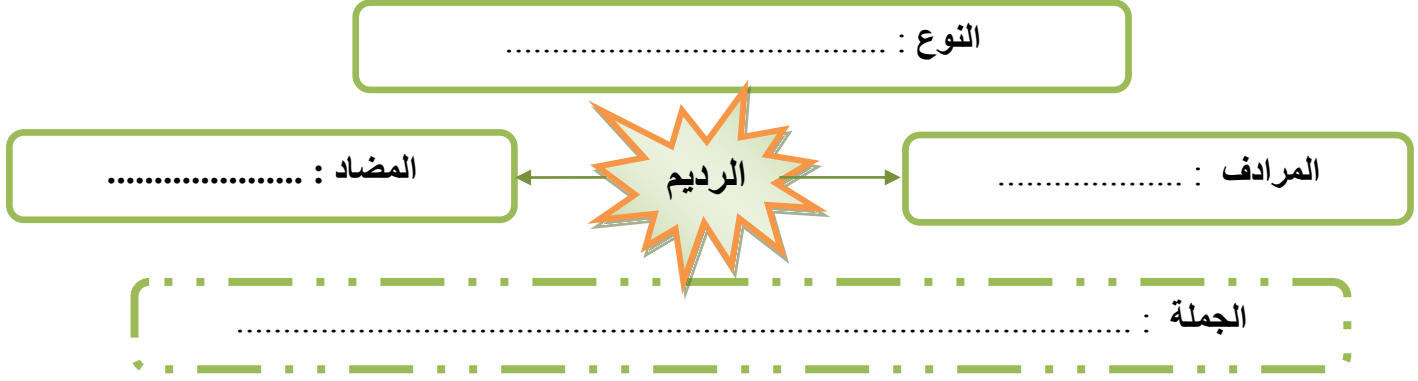 النوع : ........................................
المرادف : ....................
الرديم
المضاد : .....................
الجملة : ................................................................................................